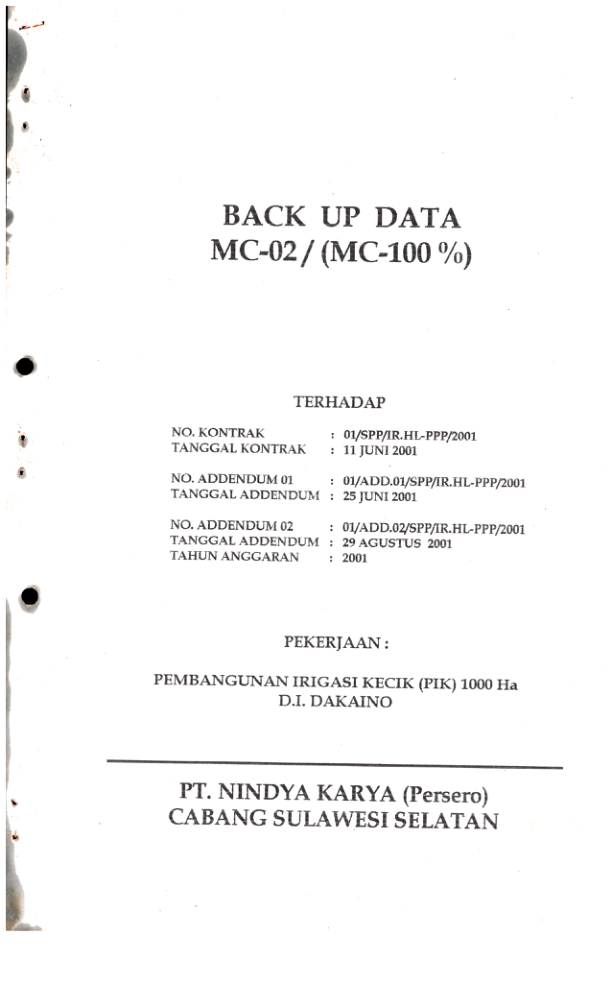 BACK UP DATA
MC-02 / (MC-100 %)
TERHADAP
NO. KONTRAK : 01/SPP/IR.HL-PPP/2001
TANGGAL KONTRAK : 11 JUNI 2001
NO. ADDENDUM 01 : 01/ADD.01/SPP/IR.HL-PPP/2001
TANGGAL ADDENDUM : 25 JUNI 2001
NO. ADDENDUM 02 : 01/ADD.02/SPP/IR.HL-PPP/2001
TANGGAL ADDENDUM : 29 AGUSTUS 2001
TAHUN ANGGARAN : 2001
PEKERJAAN :
PEMBANGUNAN IRIGASI KECIK (PIK) 1000 Ha
D.I. DAKAINO
PT. NINDYA KARYA (Persero)
CABANG SULAWESI SELATAN